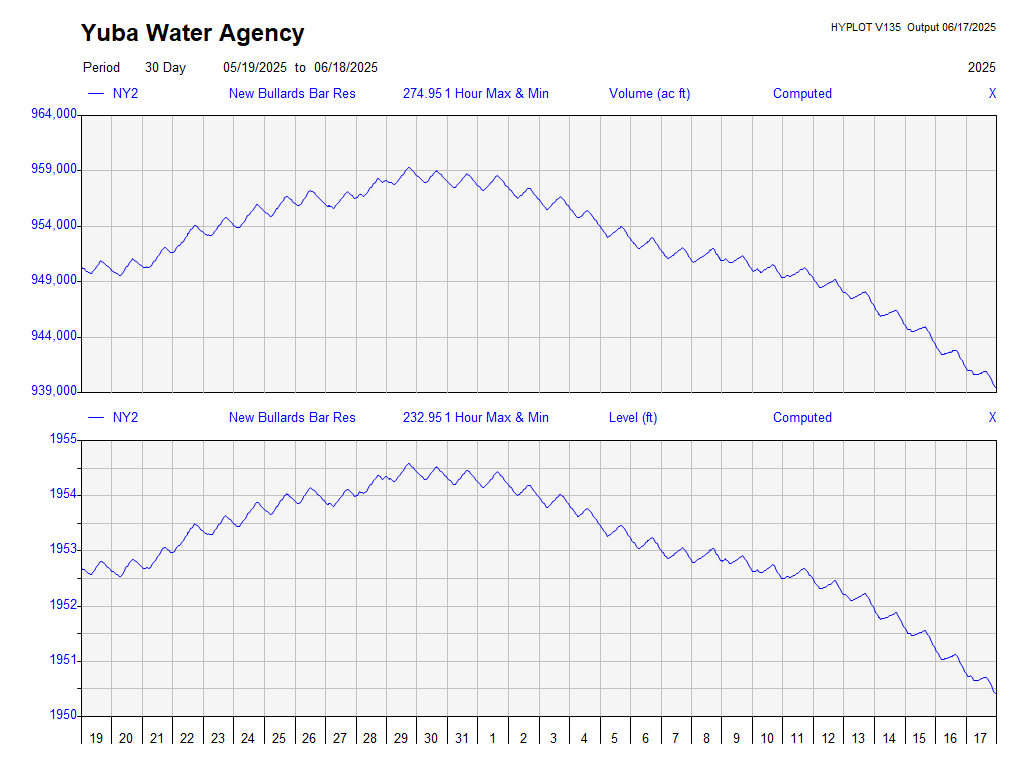 Yuba Water Agency
HYPLOT V135 Output 06/17/2025
Period 30 Day 05/19/2025 to 06/18/2025 2025
NY2 New Bullards Bar Res 274.95 1 Hour Max & Min Volume (ac ft) Computed X
964,000
959,000
954,000
949,000
944,000
939,000
NY2 New Bullards Bar Res 232.95 1 Hour Max & Min Level (ft) Computed X
1955
1954
1953
1952
1951
1950
19 20 21 22 23 24 25 26 27 28 29 30 31 1 2 3 4 5 6 7 8 9 10 11 12 13 14 15 16 17